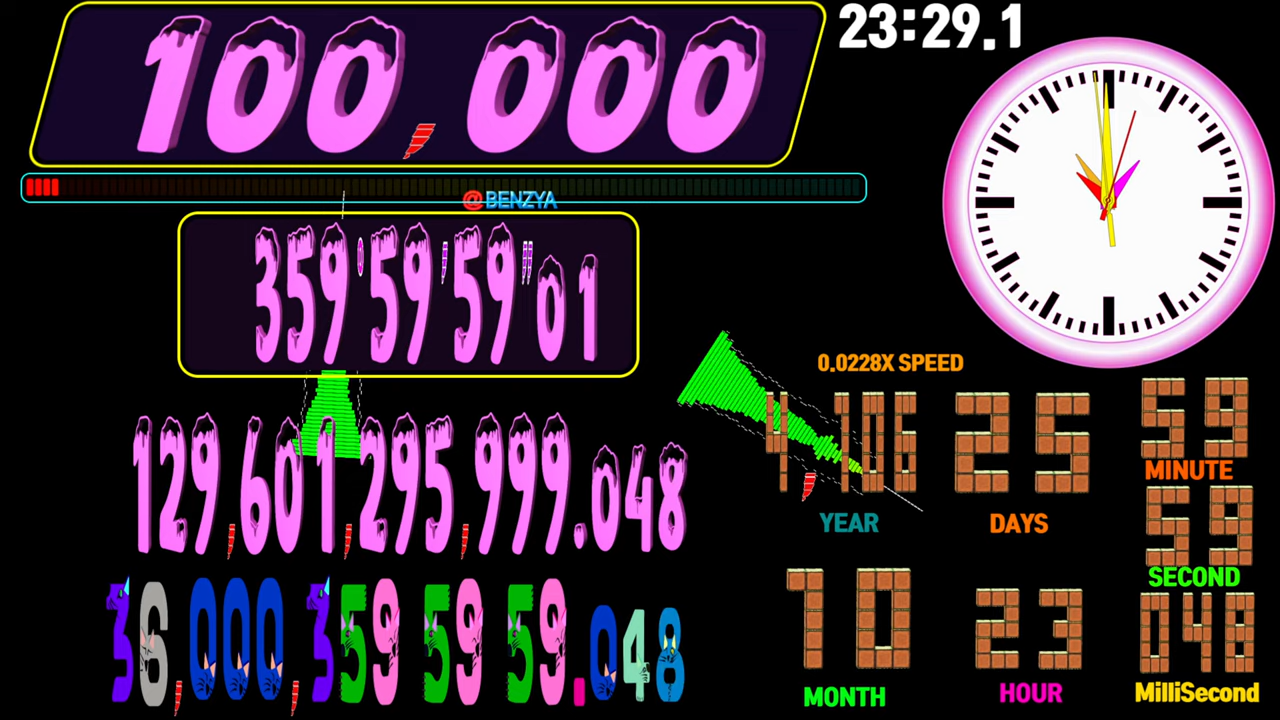 100,000
23:29.1
@BENZYA
359°59'59"01
0.0228X SPEED
129,601,295,999.048
4,106
YEAR
25
DAYS
59
MINUTE
59
SECOND
36,000,359 59 59.048
10
MONTH
23
HOUR
048
MilliSecond